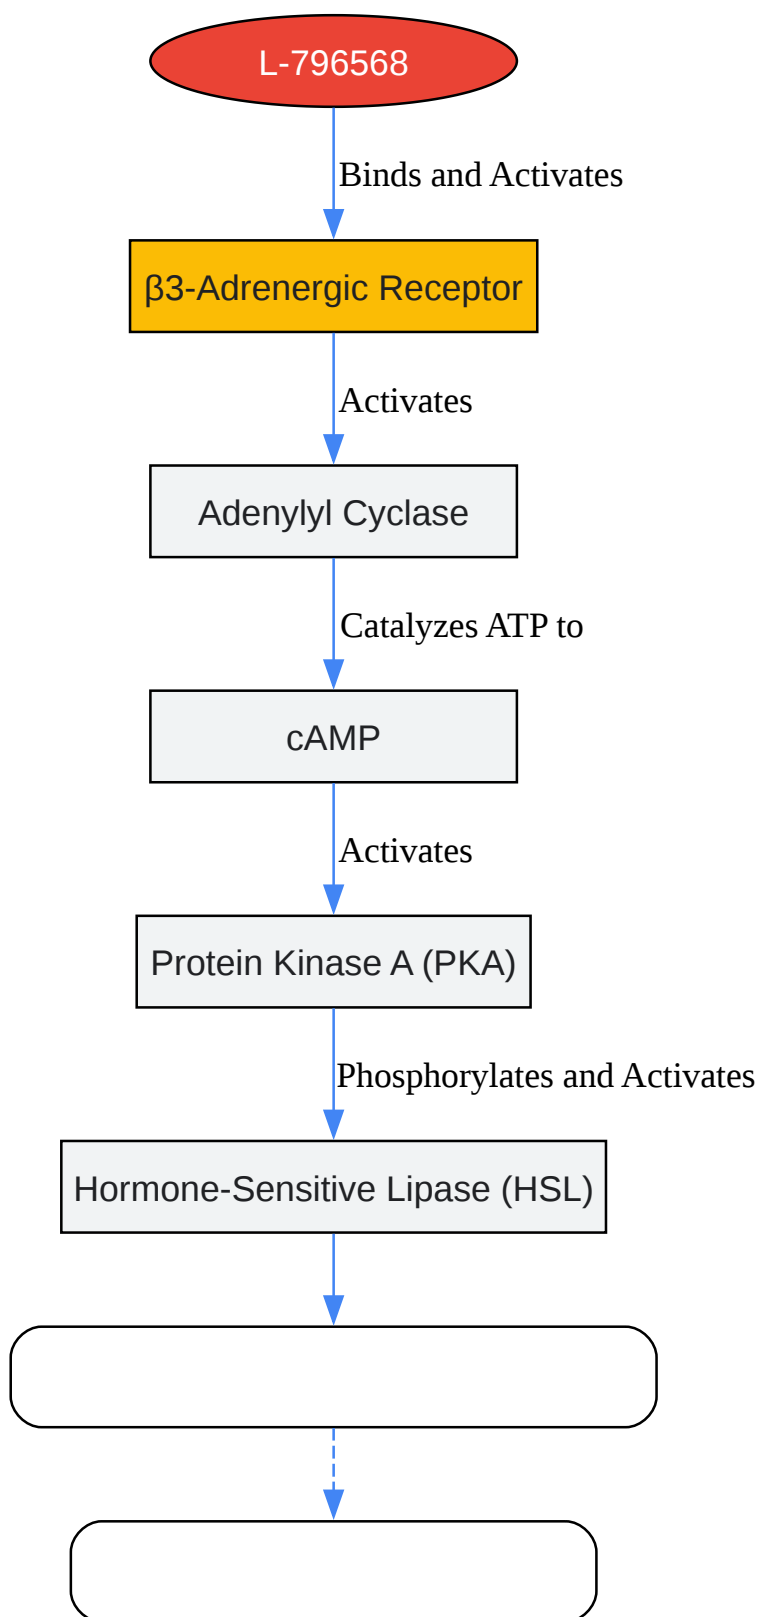 L-796568
Binds and Activates
β3-Adrenergic Receptor
Activates
Adenylyl Cyclase
Catalyzes ATP to
cAMP
Activates
Protein Kinase A (PKA)
Phosphorylates and Activates
Hormone-Sensitive Lipase (HSL)